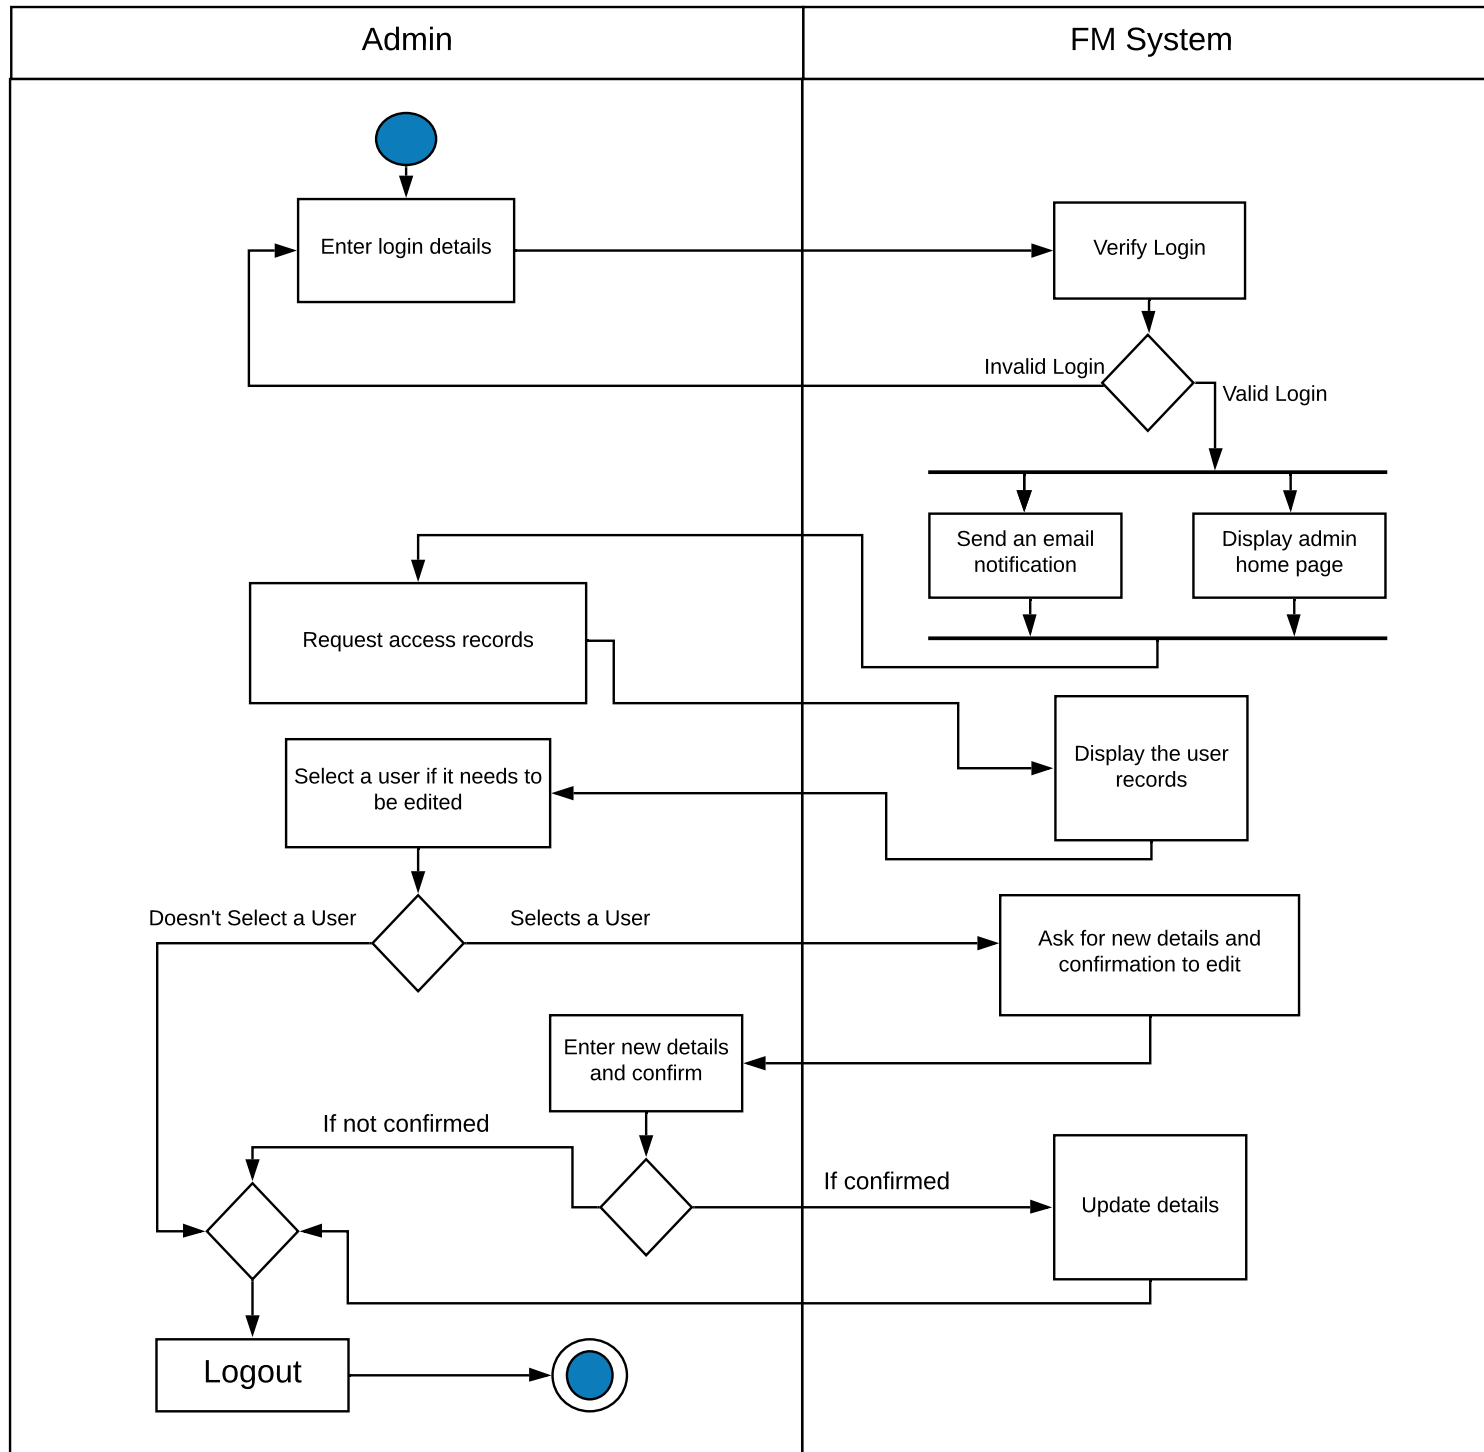 Admin
FM System
Enter login details
Verify Login
Invalid Login
Valid Login
Send an email
notification
Display admin
home page
Request access records
Display the user
records
Select a user if it needs to
be edited
Doesn't Select a User
Selects a User
Ask for new details and
confirmation to edit
Enter new details
and confirm
If not confirmed
If confirmed
Update details
Logout